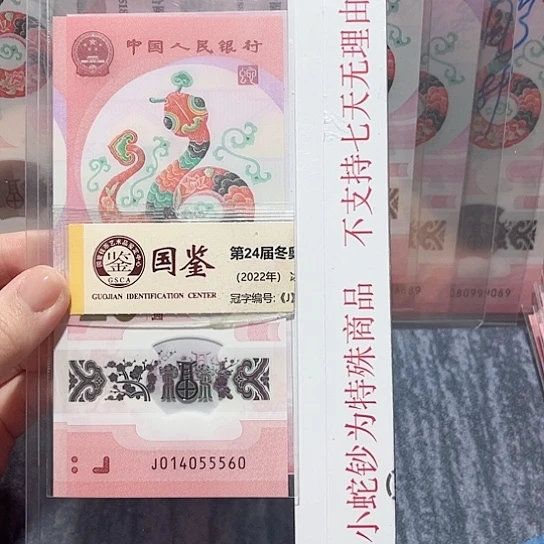 中国人民银行
国鉴
GSCA
GUOJIAN IDENTIFICATION CENTER
第24届冬奥
(2022年)
冠字编号:《J
J014055560
小蛇钞为特殊商品 不支持七天无理由